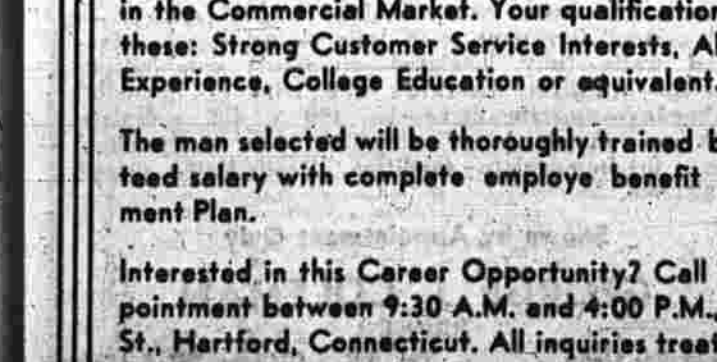 in the Commercial Market. Your qualification
these: Strong Customer Service Interests, Al
Experience, College Education or equivalent.
The man selected will be thoroughly trained b
teed salary with complete employe benefit
ment Plan.
Interested in this Career Opportunity? Call
pointment between 9:30 A.M. and 4:00 P.M.,
St., Hartford, Connecticut. All inquiries treat